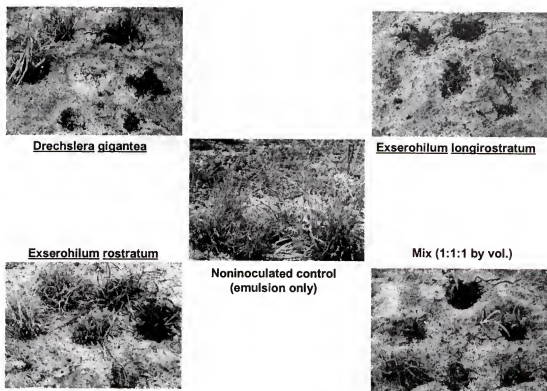 Drechslera gigantea
Exserohilum longirostratum
Exserohilum rostratum
Noninoculated control
(emulsion only)
Mix (1:1:1 by vol.)